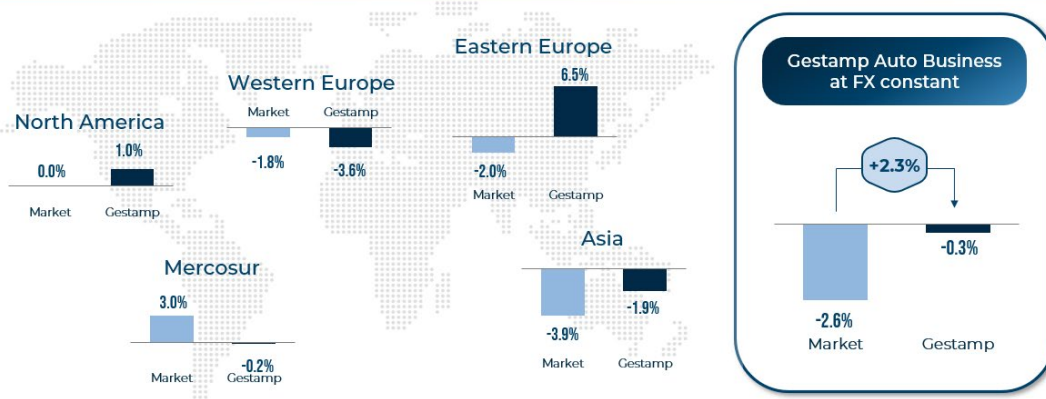 North America
0.0%
1.0%
Market
Gestamp
Western Europe
Market
Gestamp
-1.8%
-3.6%
Eastern Europe
6.5%
-2.0%
Market
Gestamp
Mercosur
3.0%
-0.2%
Market
Gestamp
Asia
-3.9%
-1.9%
Market
Gestamp
Gestamp Auto Business
at FX constant
+2.3%
-0.3%
-2.6%
Market
Gestamp